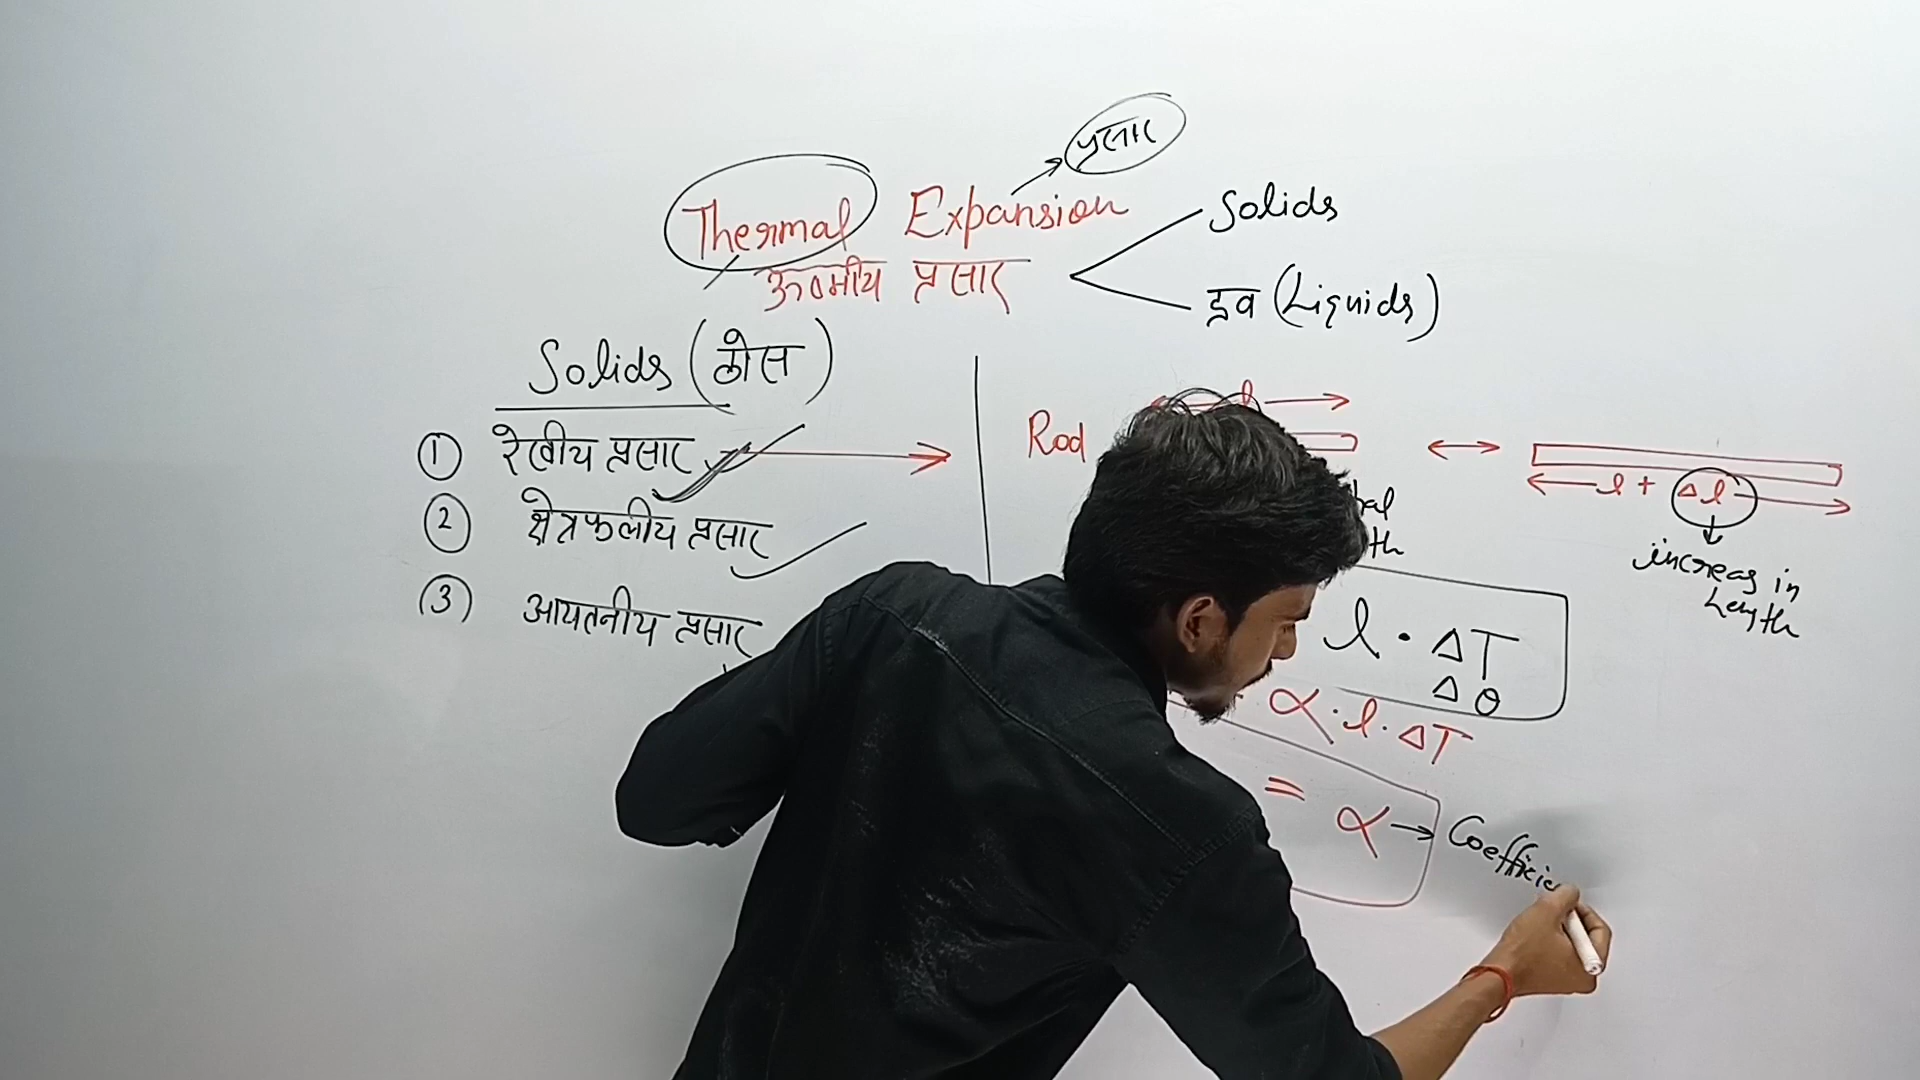 प्रसार
Thermal Expansion
ऊष्मीय प्रसार
Solids
द्रव (Liquids)
Solids (ठोस)
① रेखीय प्रसार
② क्षेत्रफलीय प्रसार
(3) आयतनीय प्रसार
Rod
l
l + Δl
increas in
Length
l · ΔT
Δθ
α · l · ΔT
= α → Coefficie